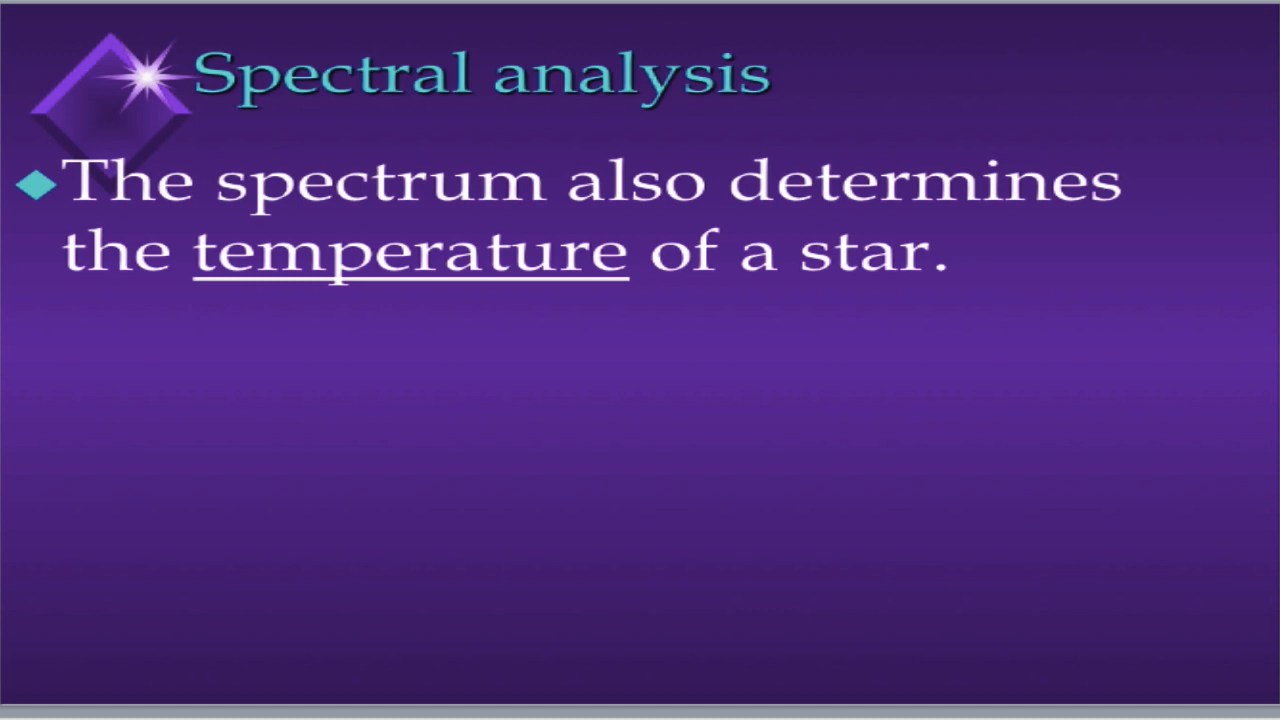 Spectral analysis
The spectrum also determines
the temperature of a star.